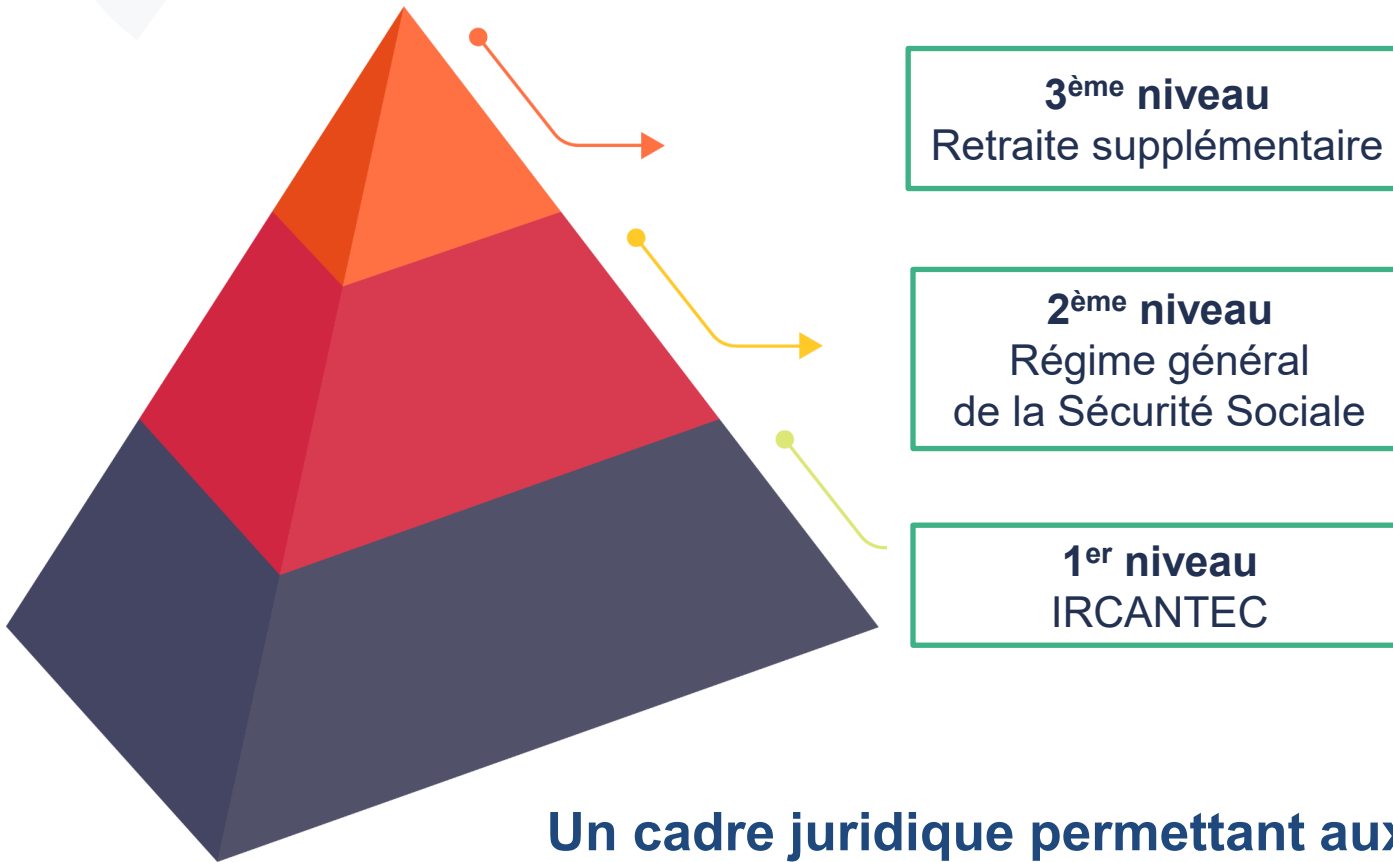 3ème niveau
Retraite supplémentaire
2ème niveau
Régime général
de la Sécurité Sociale
1er niveau
IRCANTEC
Un cadre juridique permettant aux